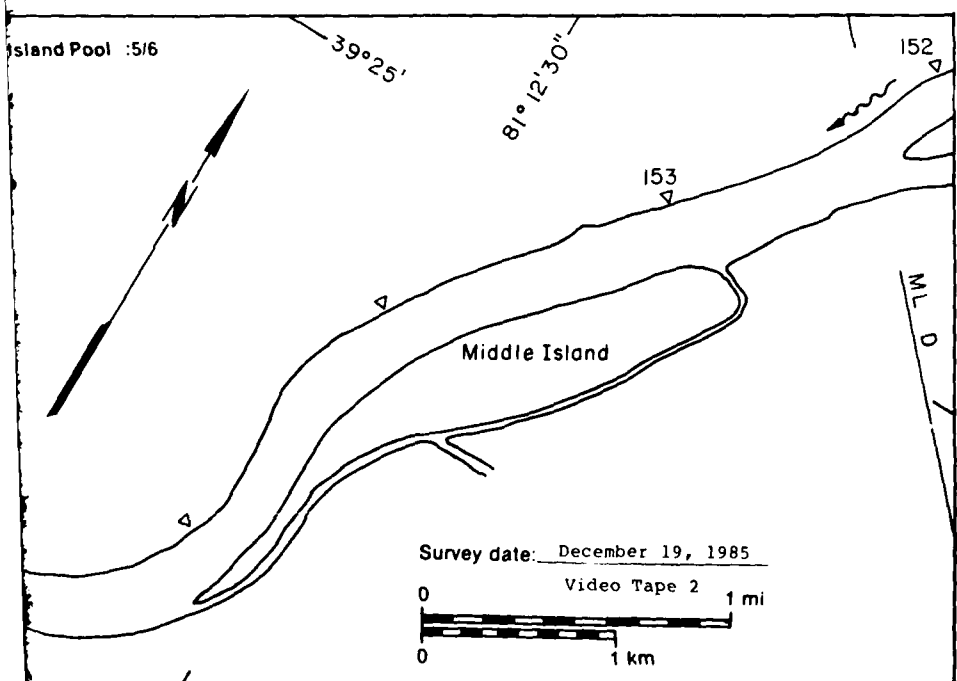 Island Pool :5/6
39°25'
81°12'30"
152
153
ML D
Middle Island
Survey date: December 19, 1985
Video Tape 2
0 1 mi
0 1 km